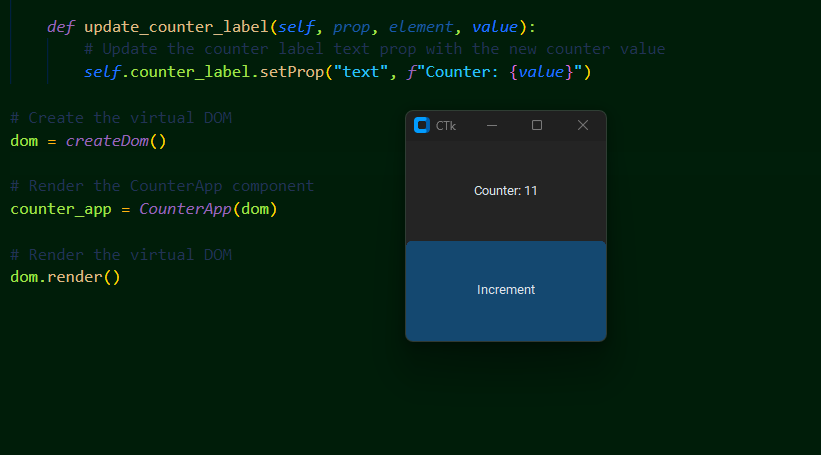 def update_counter_label(self, prop, element, value):
# Update the counter label text prop with the new counter value
self.counter_label.setProp("text", f"Counter: {value}")
# Create the virtual DOM
dom = createDom()
# Render the CounterApp component
counter_app = CounterApp(dom)
# Render the virtual DOM
dom.render()
CTk
Counter: 11
Increment